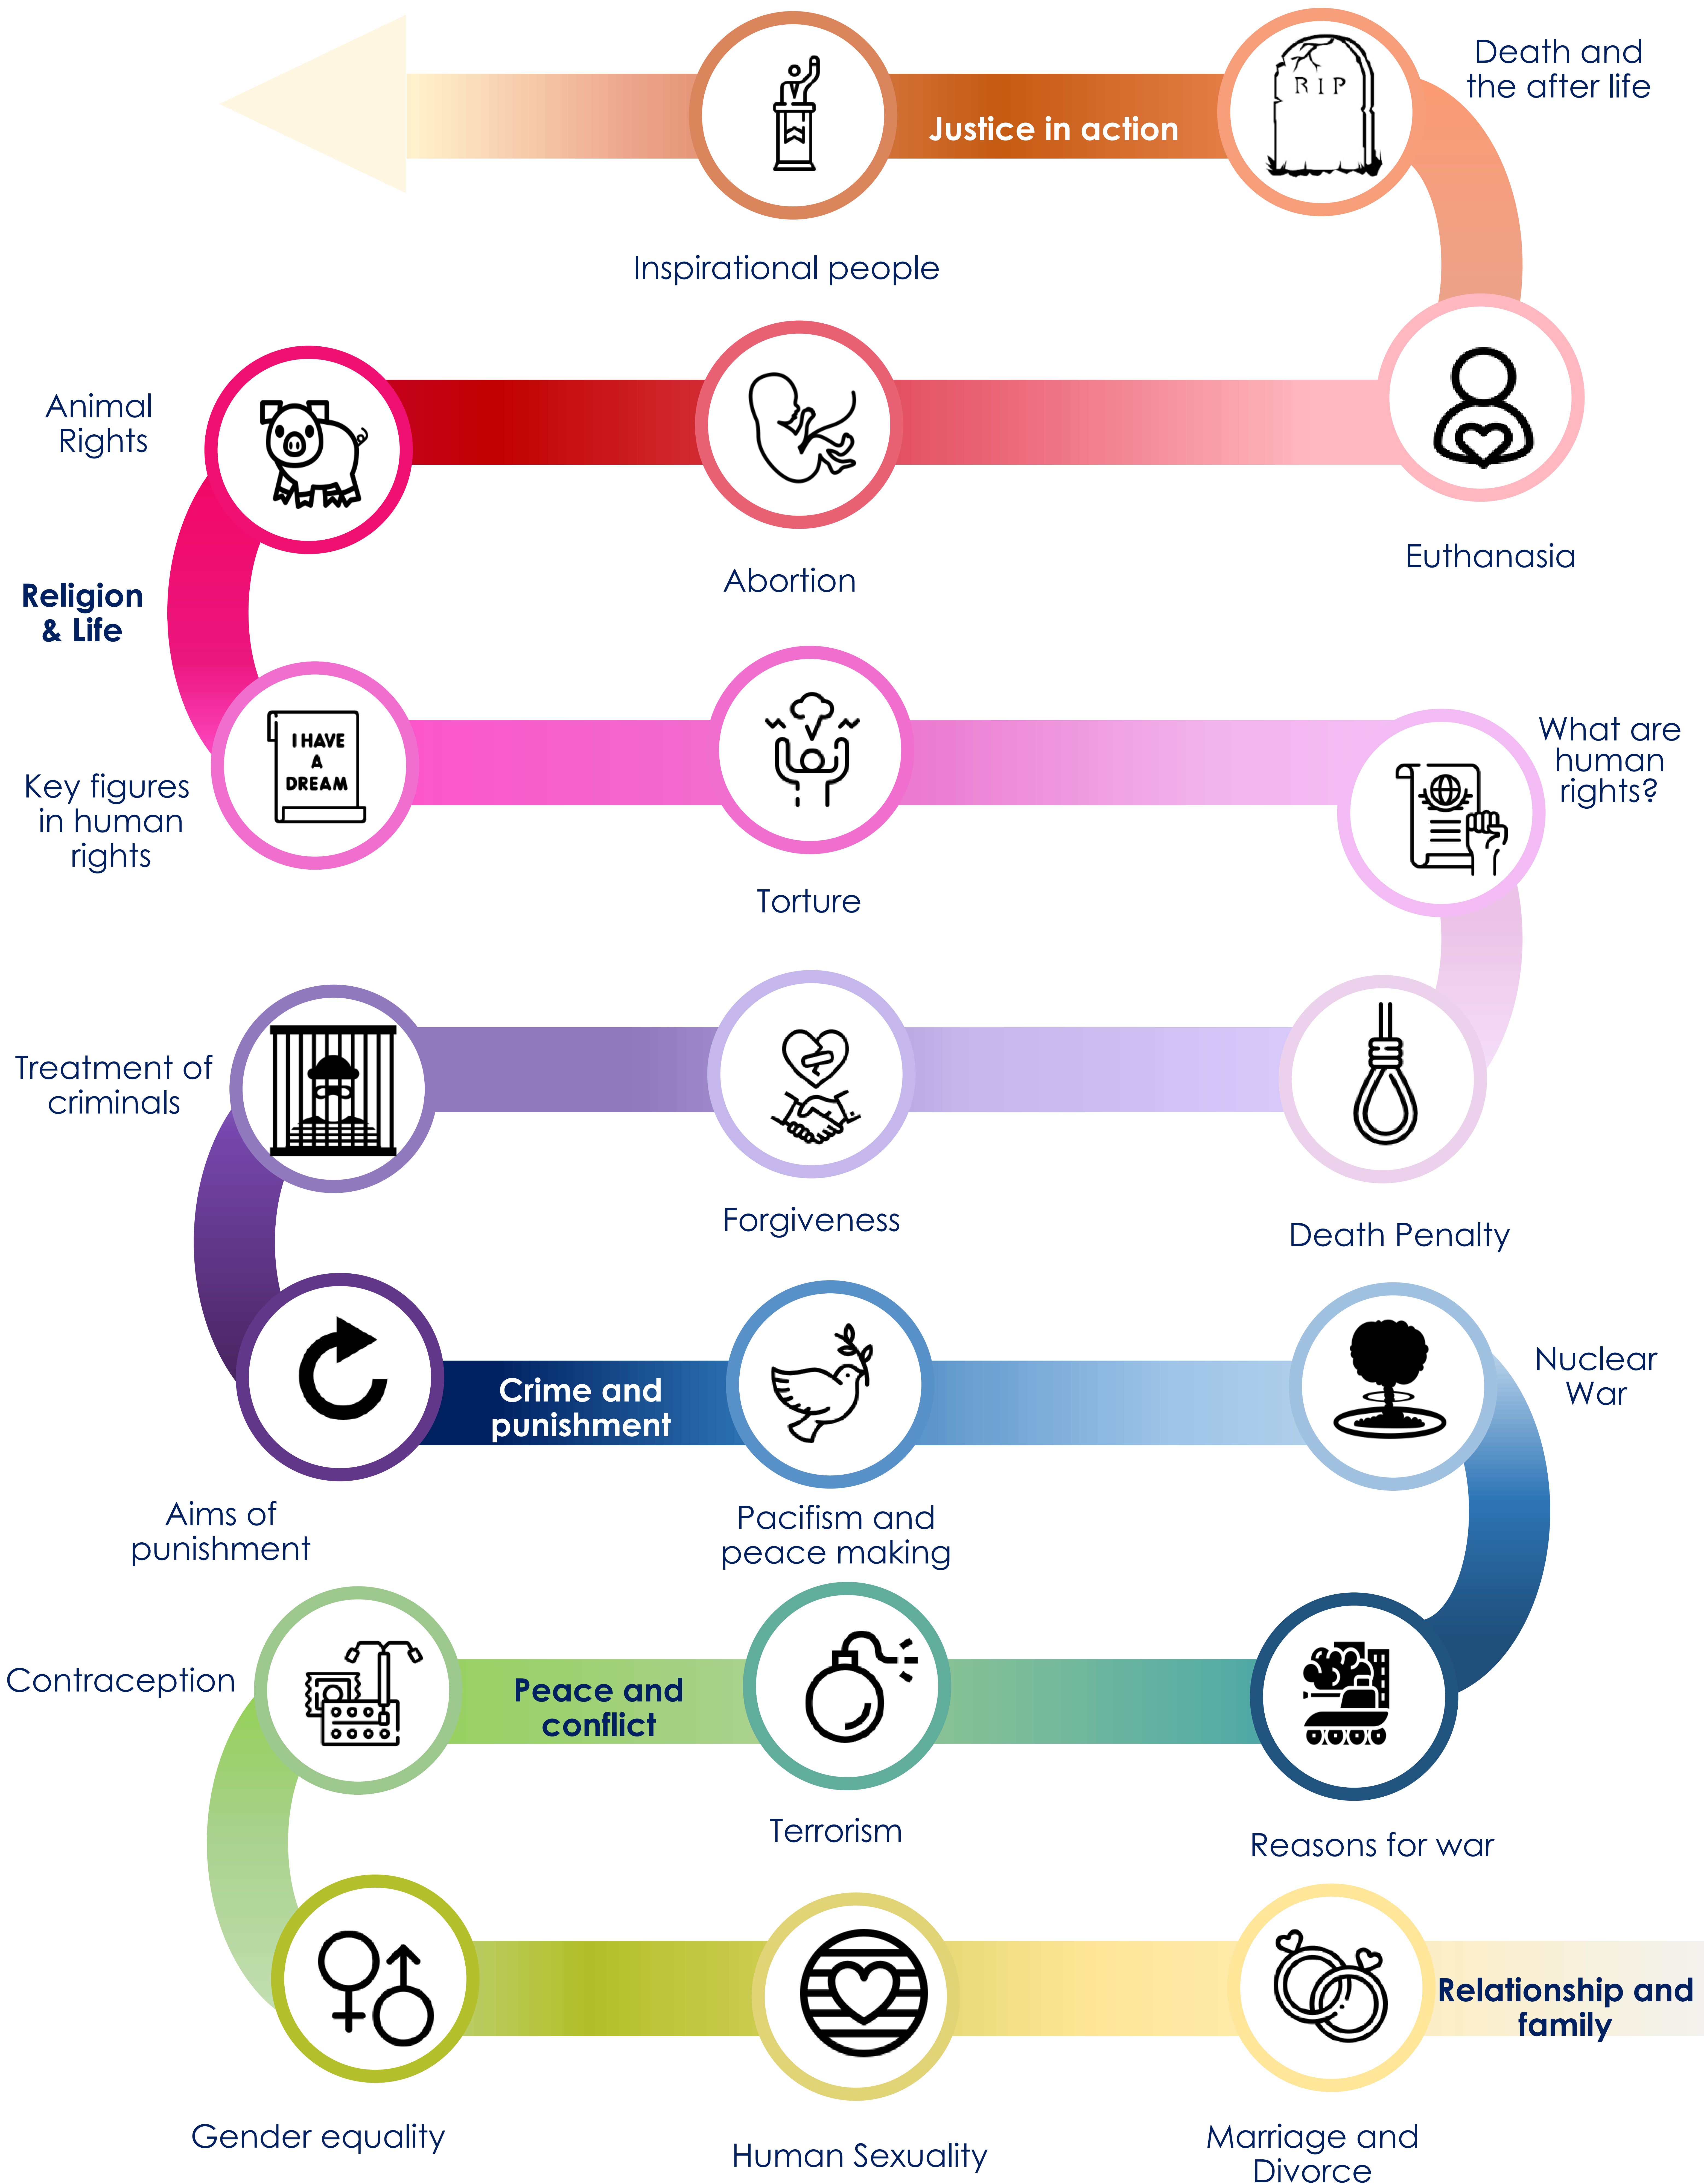 Death and
the after life
RIP
Justice in action
Inspirational people
Animal
Rights
Abortion
Euthanasia
Religion
& Life
I HAVE
A
DREAM
What are
human
rights?
Key figures
in human
rights
Torture
Treatment of
criminals
Forgiveness
Death Penalty
Nuclear
War
Crime and
punishment
Aims of
punishment
Pacifism and
peace making
Contraception
Peace and
conflict
Terrorism
Reasons for war
Relationship and
family
Gender equality
Human Sexuality
Marriage and
Divorce